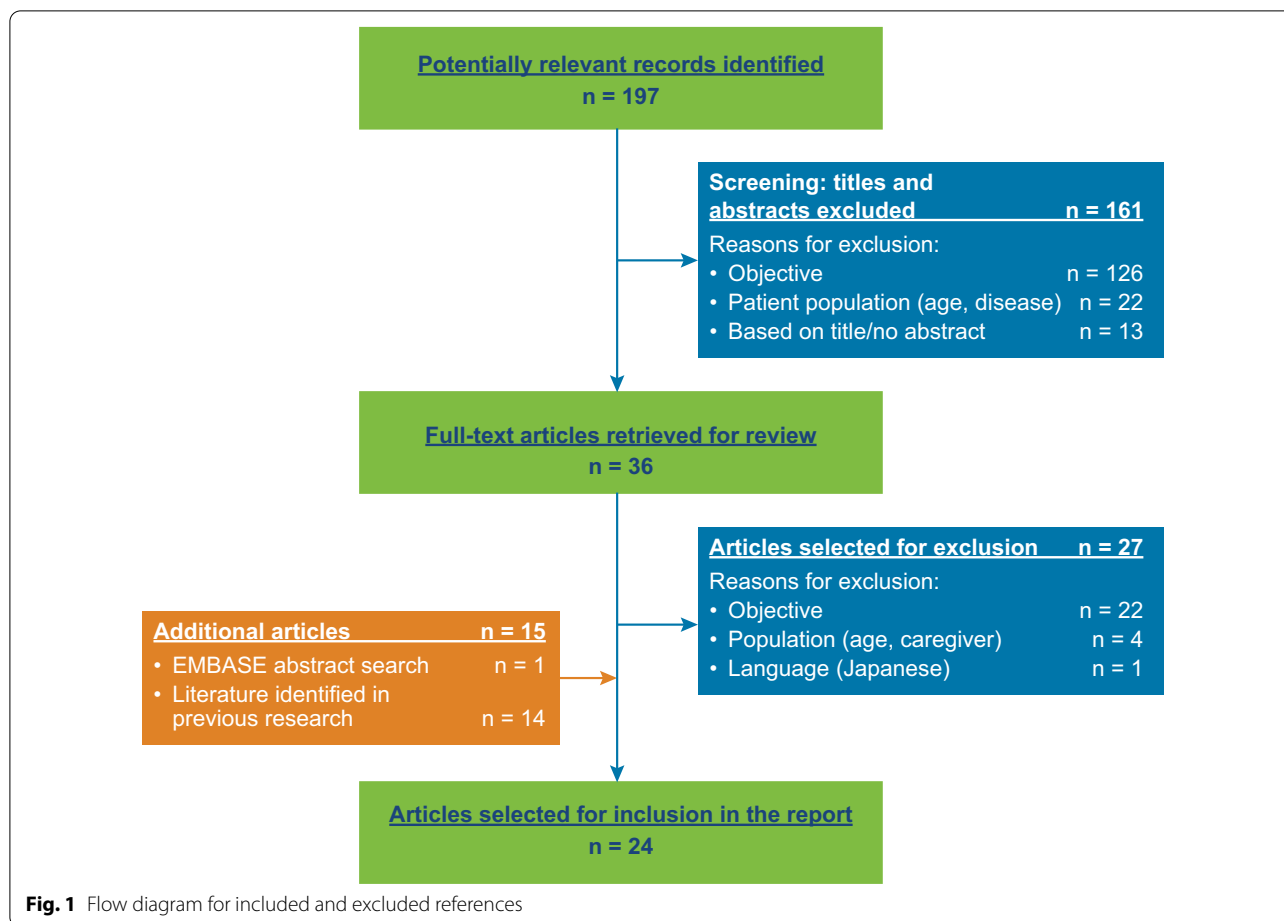 Potentially relevant records identified
n = 197
Screening: titles and
abstracts excluded n = 161
Reasons for exclusion:
• Objective n = 126
• Patient population (age, disease) n = 22
• Based on title/no abstract n = 13
Full-text articles retrieved for review
n = 36
Articles selected for exclusion n = 27
Reasons for exclusion:
• Objective n = 22
• Population (age, caregiver) n = 4
• Language (Japanese) n = 1
Additional articles n = 15
• EMBASE abstract search n = 1
• Literature identified in
previous research n = 14
Articles selected for inclusion in the report
n = 24
Fig. 1 Flow diagram for included and excluded references